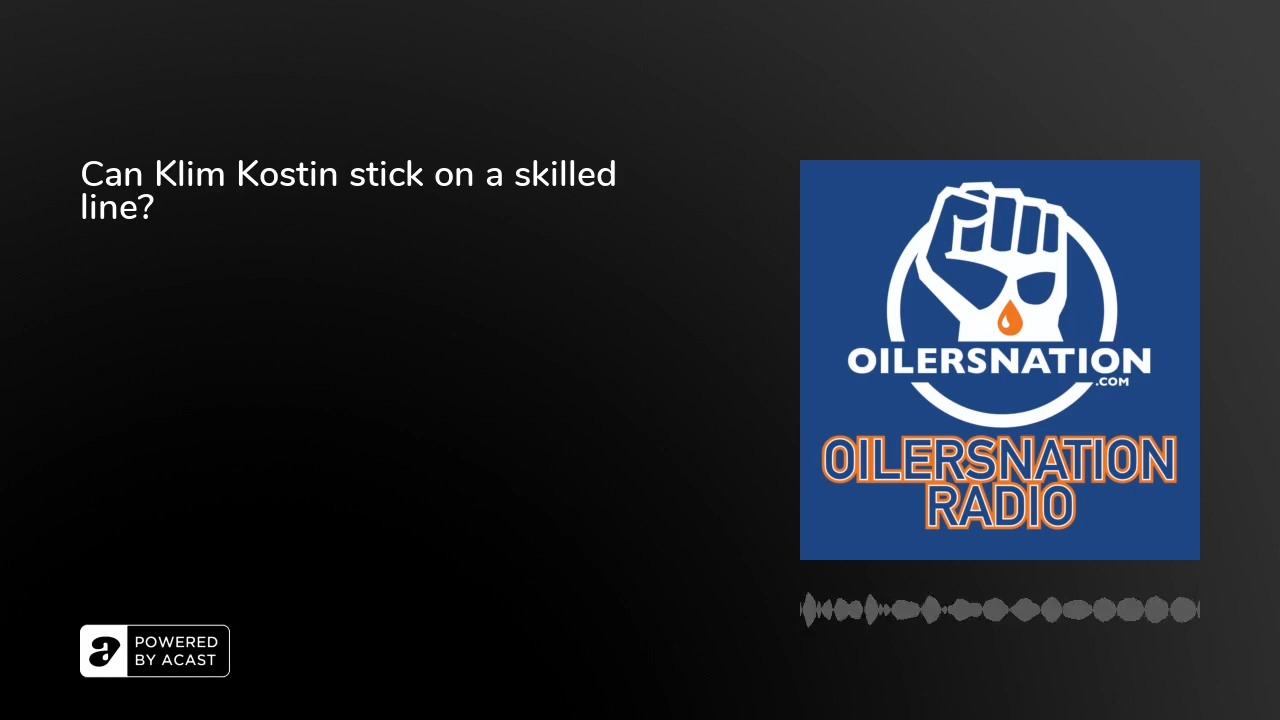 Can Klim Kostin stick on a skilled
line?
OILERSNATION
.COM
OILERSNATION
RADIO
a POWERED
BY ACAST